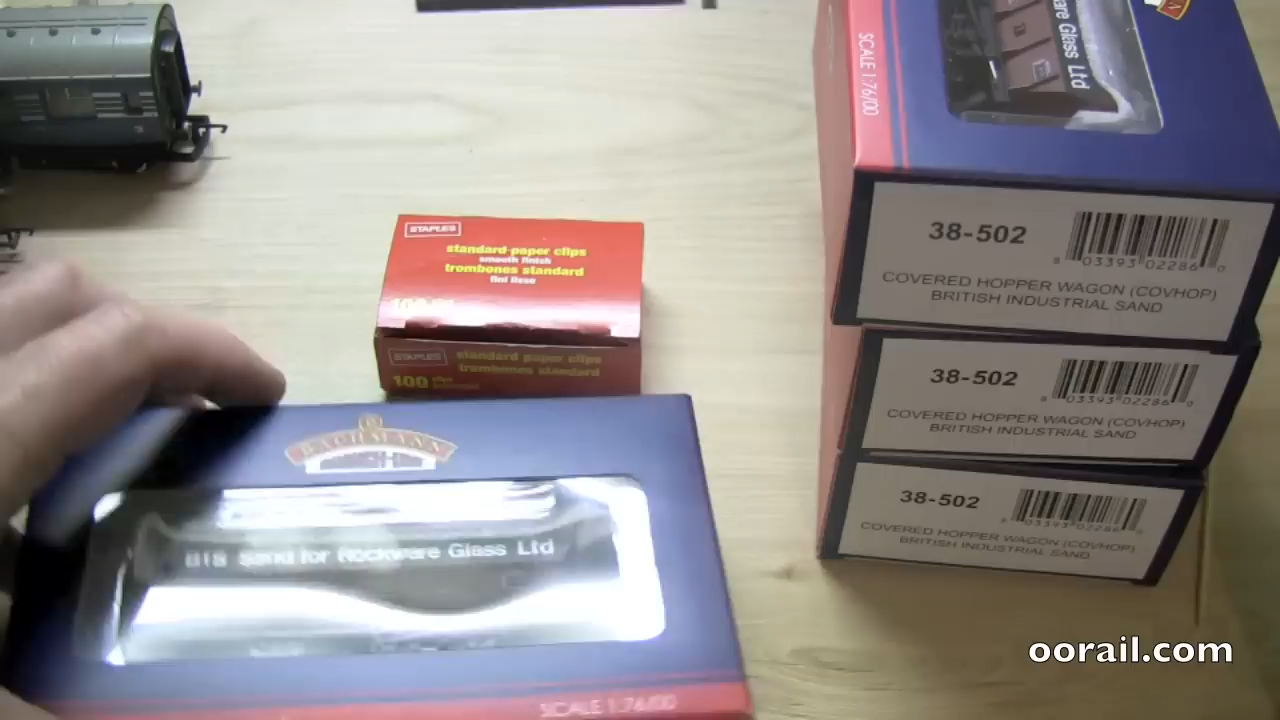 SCALE 1:76/00
ware Glass Ltd
38-502
COVERED HOPPER WAGON (COVHOP)
BRITISH INDUSTRIAL SAND
38-502
COVERED HOPPER WAGON (COVHOP)
BRITISH INDUSTRIAL SAND
38-502
COVERED HOPPER WAGON (COVHOP)
BRITISH INDUSTRIAL SAND
STAPLES
standard paper clips
smooth finish
trombones standard
fini lisse
STAPLES
standard paper clips
trombones standard
100
BACHMANN
BIS Sand for Rockware Glass Ltd
SCALE 1:76/00
oorail.com